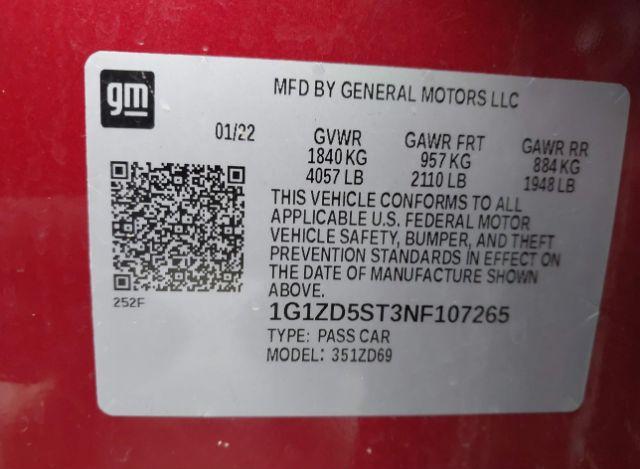 gm
MFD BY GENERAL MOTORS LLC
01/22 GVWR GAWR FRT GAWR RR
1840 KG 957 KG 884 KG
4057 LB 2110 LB 1948 LB
THIS VEHICLE CONFORMS TO ALL
APPLICABLE U.S. FEDERAL MOTOR
VEHICLE SAFETY, BUMPER, AND THEFT
PREVENTION STANDARDS IN EFFECT ON
THE DATE OF MANUFACTURE SHOWN
ABOVE.
252F
1G1ZD5ST3NF107265
TYPE: PASS CAR
MODEL: 351ZD69